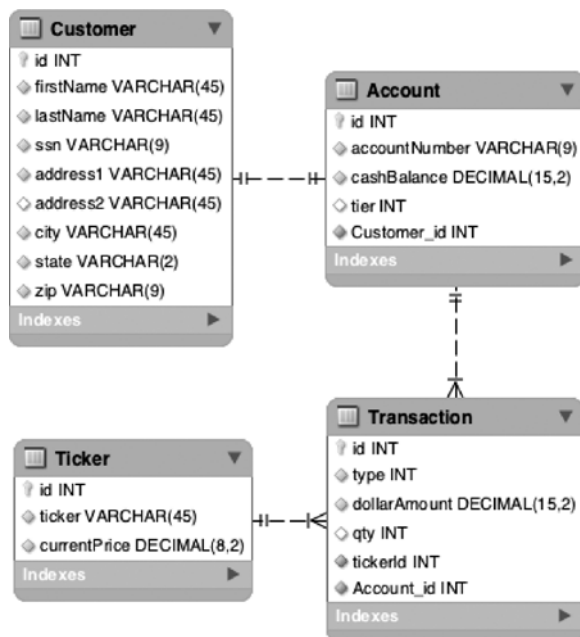 Customer
id INT
firstName VARCHAR(45)
lastName VARCHAR(45)
ssn VARCHAR(9)
address1 VARCHAR(45)
address2 VARCHAR(45)
city VARCHAR(45)
state VARCHAR(2)
zip VARCHAR(9)
Indexes
Account
id INT
accountNumber VARCHAR(9)
cashBalance DECIMAL(15,2)
tier INT
Customer_id INT
Indexes
Ticker
id INT
ticker VARCHAR(45)
currentPrice DECIMAL(8,2)
Indexes
Transaction
id INT
type INT
dollarAmount DECIMAL(15,2)
qty INT
tickerId INT
Account_id INT
Indexes